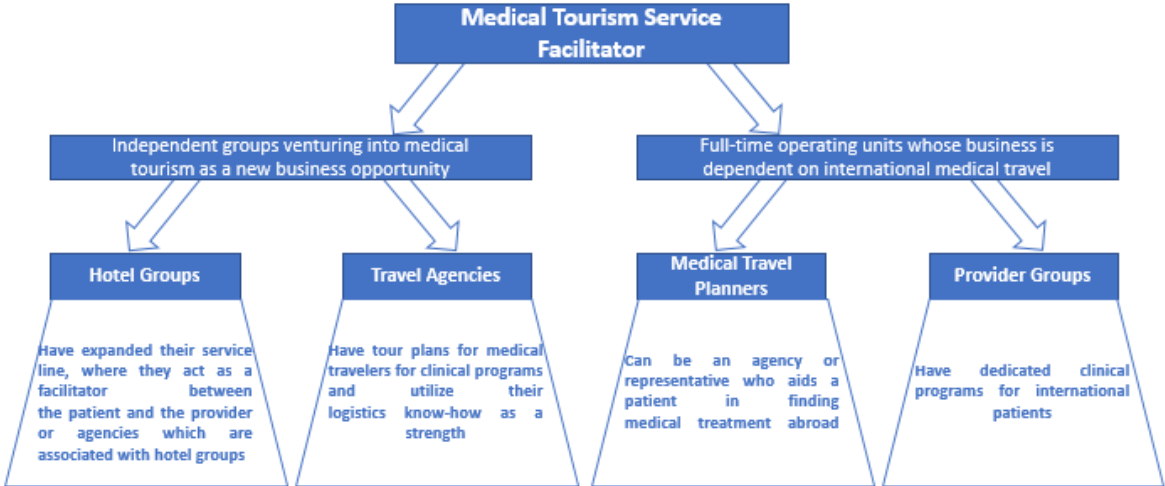 Medical Tourism Service
Facilitator
Independent groups venturing into medical
tourism as a new business opportunity
Full-time operating units whose business is
dependent on international medical travel
Hotel Groups
Travel Agencies
Medical Travel
Planners
Provider Groups
Have expanded their service
line, where they act as a
facilitator between
the patient and the provider
or agencies which are
associated with hotel groups
Have tour plans for medical
travelers for clinical programs
and utilize their
logistics know-how as a
strength
Can be an agency or
representative who aids a
patient in finding
medical treatment abroad
Have dedicated clinical
programs for international
patients